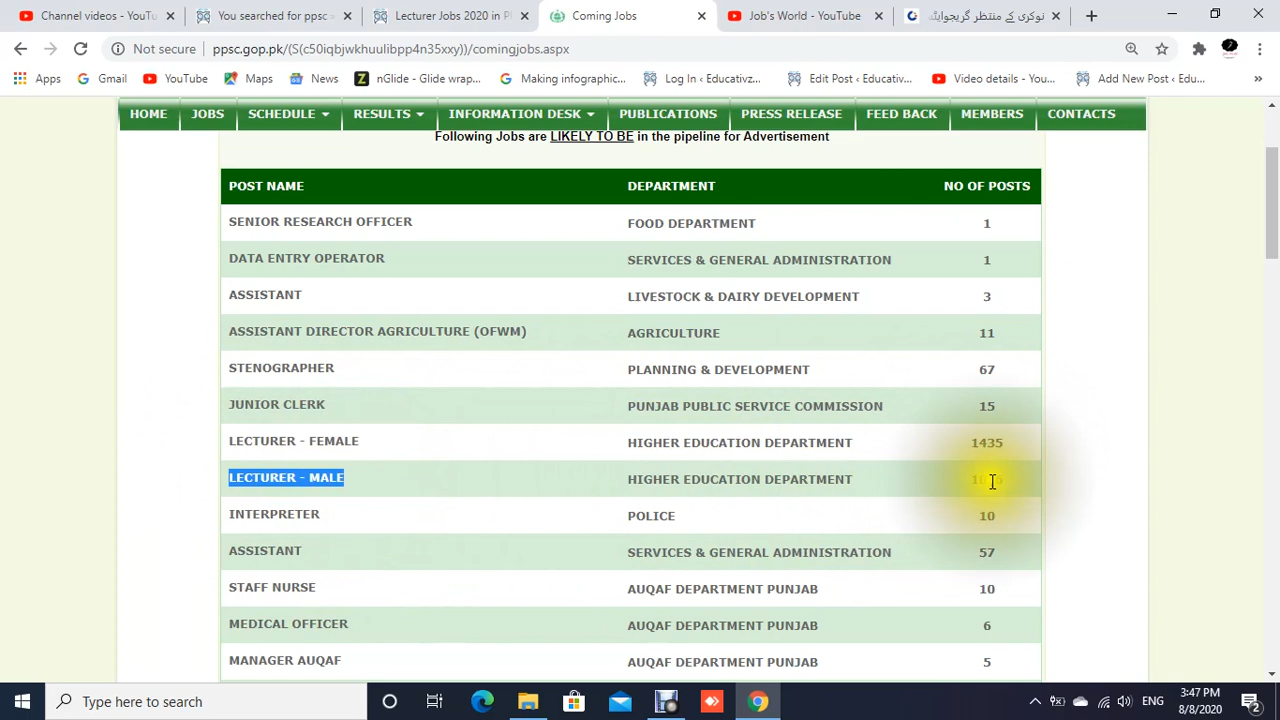 Channel videos - YouTu
You searched for ppsc
Lecturer Jobs 2020 in P
Coming Jobs
Job's World - YouTube
نوکری کے منتظر گریجوایٹ
Not secure
ppsc.gop.pk/(S(c50iqbjwkhuulibpp4n35xxy))/comingjobs.aspx
Apps
Gmail
YouTube
Maps
News
nGlide - Glide wrap...
Making infographic...
Log In ‹ Educativz...
Edit Post ‹ Educativ...
Video details - You...
Add New Post ‹ Edu...
HOME
JOBS
SCHEDULE
RESULTS
INFORMATION DESK
PUBLICATIONS
PRESS RELEASE
FEED BACK
MEMBERS
CONTACTS
Following Jobs are LIKELY TO BE in the pipeline for Advertisement
POST NAME DEPARTMENT NO OF POSTS
SENIOR RESEARCH OFFICER FOOD DEPARTMENT 1
DATA ENTRY OPERATOR SERVICES & GENERAL ADMINISTRATION 1
ASSISTANT LIVESTOCK & DAIRY DEVELOPMENT 3
ASSISTANT DIRECTOR AGRICULTURE (OFWM) AGRICULTURE 11
STENOGRAPHER PLANNING & DEVELOPMENT 67
JUNIOR CLERK PUNJAB PUBLIC SERVICE COMMISSION 15
LECTURER - FEMALE HIGHER EDUCATION DEPARTMENT 1435
LECTURER - MALE HIGHER EDUCATION DEPARTMENT
INTERPRETER POLICE 10
ASSISTANT SERVICES & GENERAL ADMINISTRATION 57
STAFF NURSE AUQAF DEPARTMENT PUNJAB 10
MEDICAL OFFICER AUQAF DEPARTMENT PUNJAB 6
MANAGER AUQAF AUQAF DEPARTMENT PUNJAB 5
Type here to search
ENG
3:47 PM
8/8/2020
2